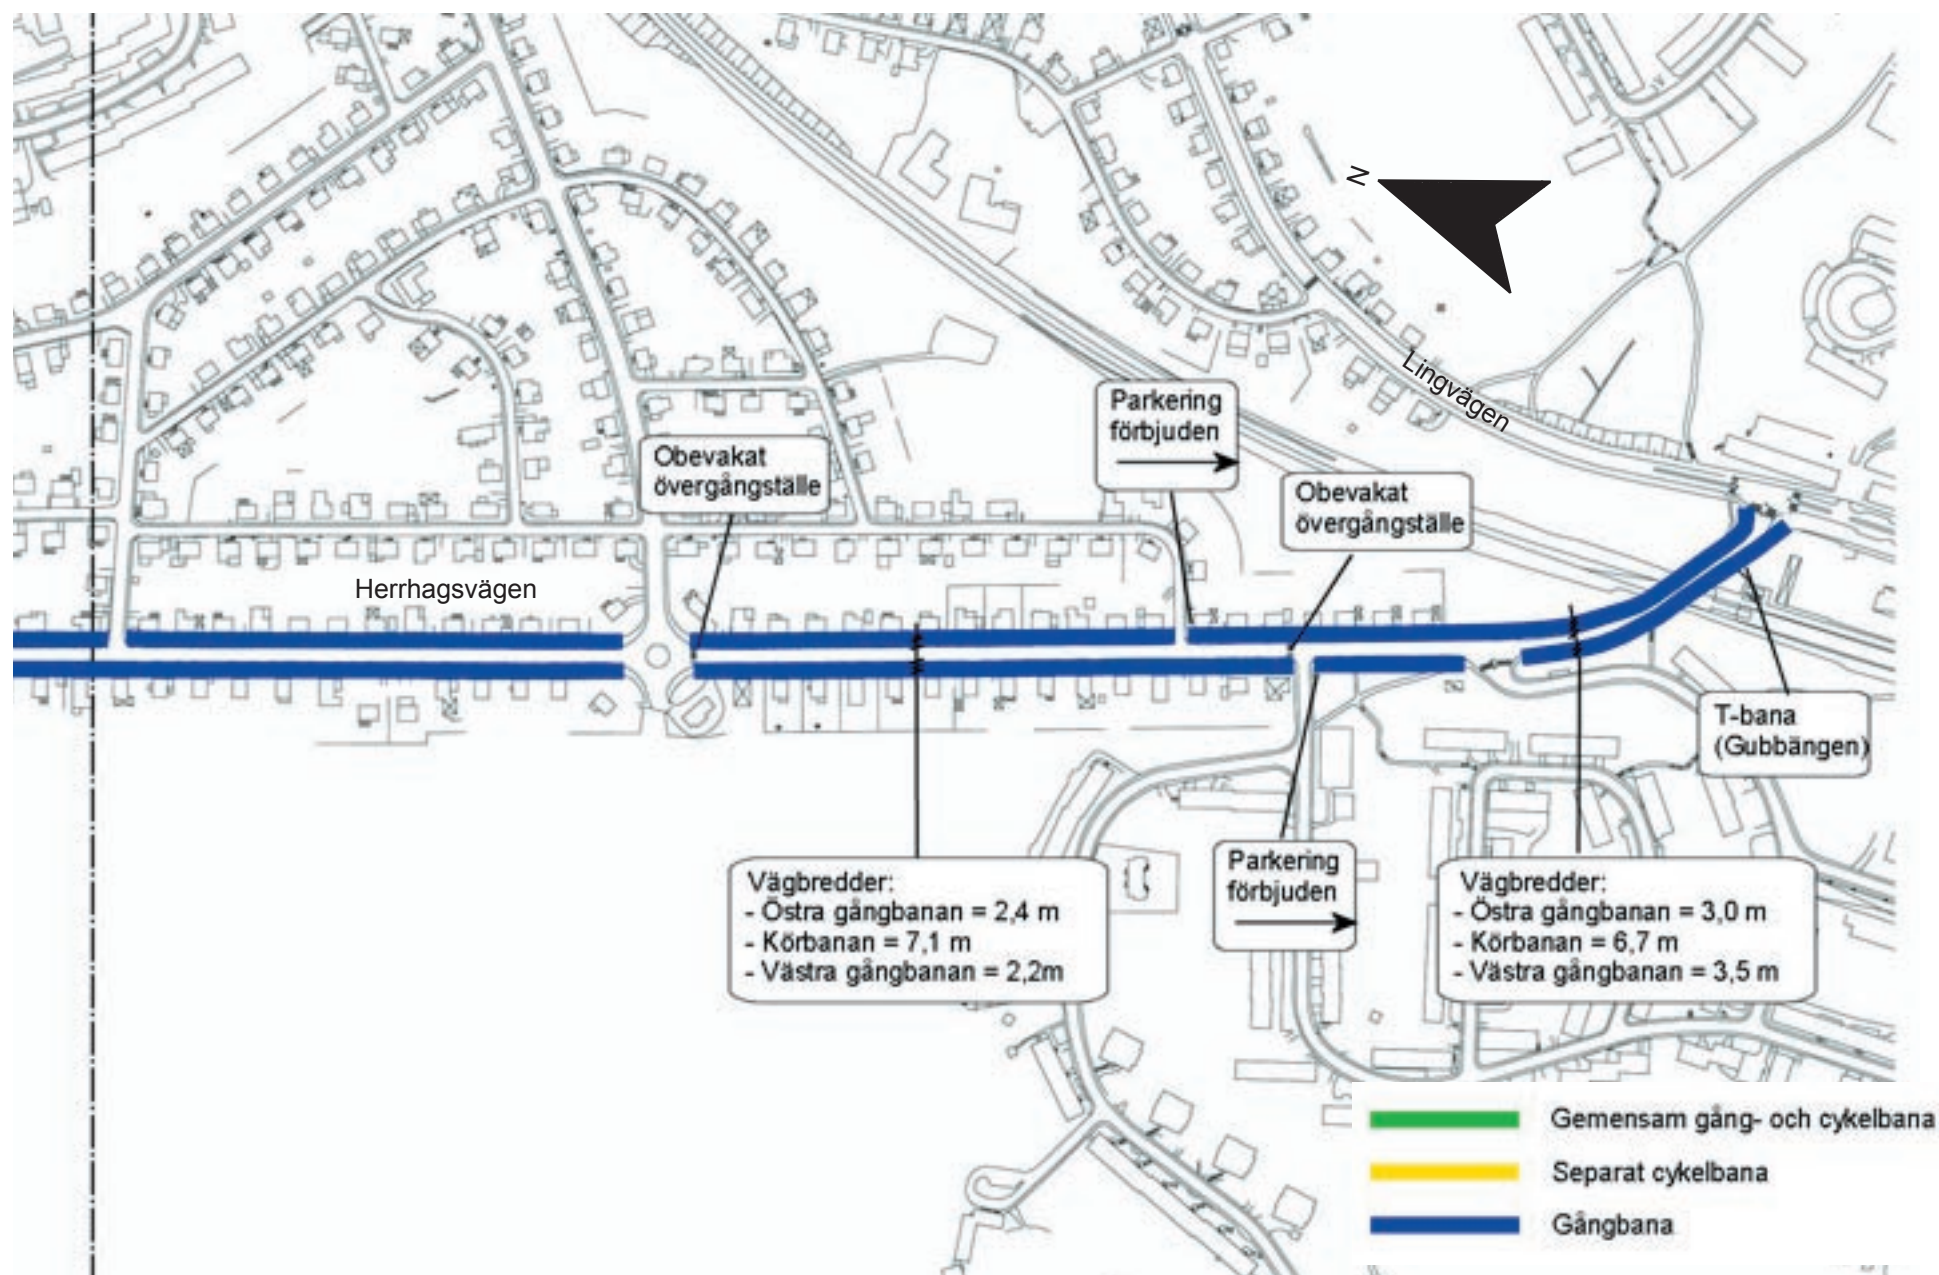 N
Lingvägen
Parkering
förbjuden
Obevakat
övergångställe
Obevakat
övergångställe
Herrhagsvägen
T-bana
(Gubbängen)
Vägbredder:
- Östra gångbanan = 2,4 m
- Körbanan = 7,1 m
- Västra gångbanan = 2,2m
Parkering
förbjuden
Vägbredder:
- Östra gångbanan = 3,0 m
- Körbanan = 6,7 m
- Västra gångbanan = 3,5 m
Gemensam gång- och cykelbana
Separat cykelbana
Gångbana